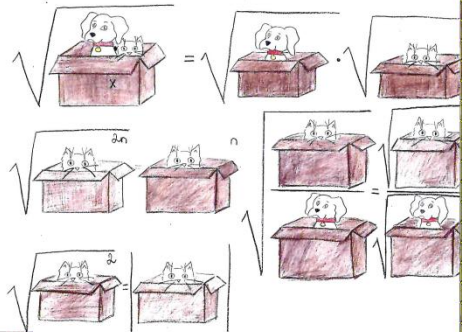 x
=
·
2n
n
=
2
=